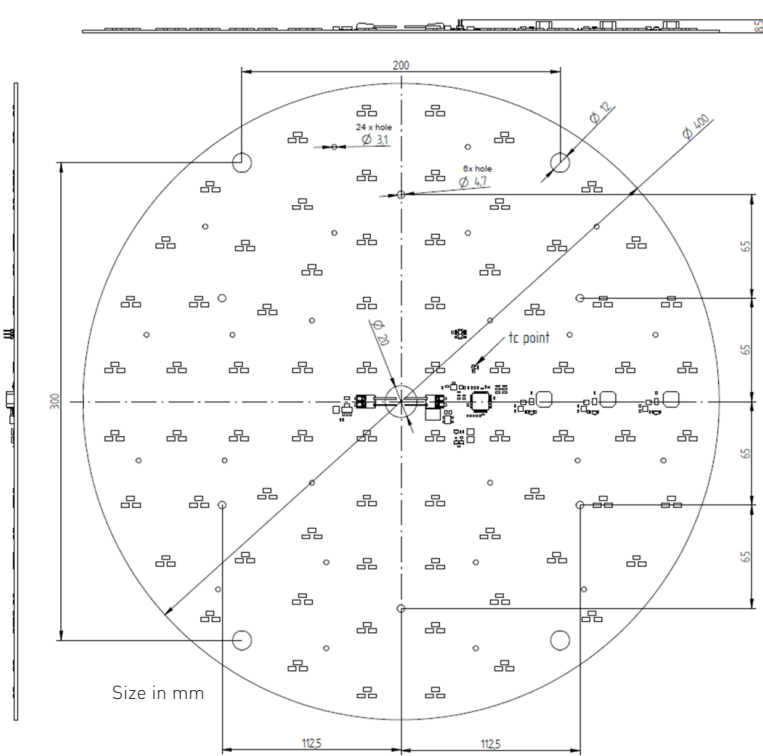 8,5
200
24 x hole
Ø 3,1
Ø 12
Ø 400
6x hole
Ø 4,7
65
65
Ø 20
tc point
300
65
65
Size in mm
112,5
112,5